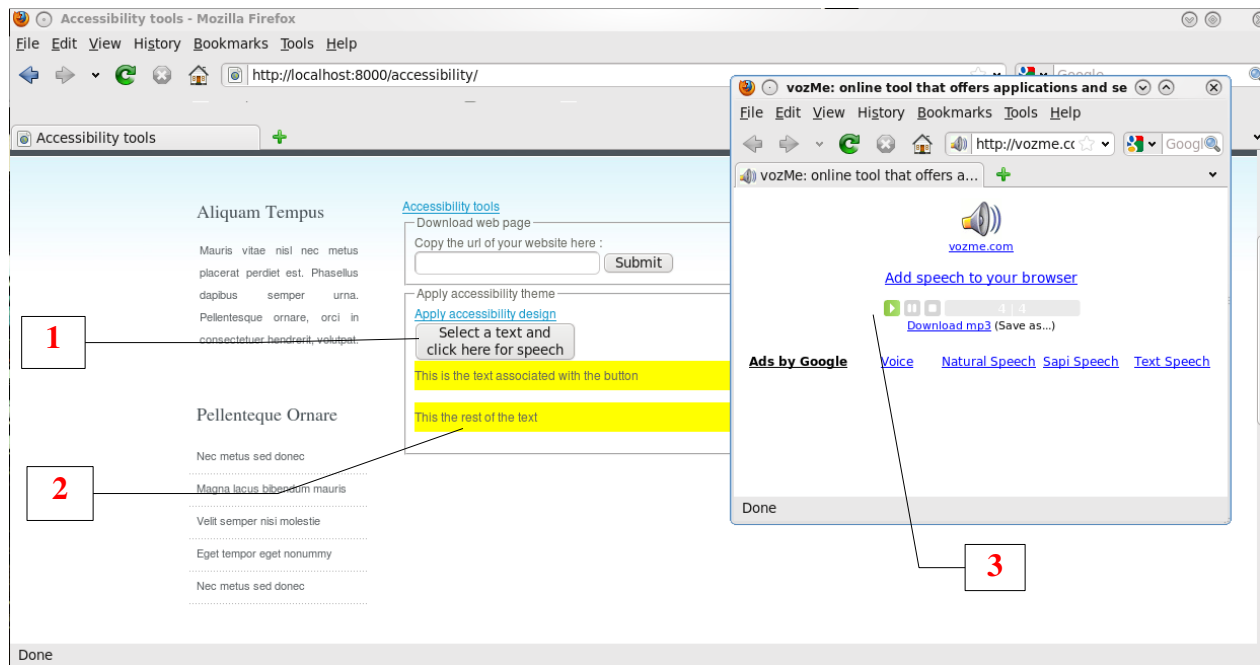 Accessibility tools - Mozilla Firefox
File Edit View History Bookmarks Tools Help
http://localhost:8000/accessibility/
Google
Accessibility tools
Aliquam Tempus
Mauris vitae nisl nec metus
placerat perdiet est. Phasellus
dapibus semper urna.
Pellentesque ornare, orci in
consectetuer hendrerit, volutpat.
Pellenteque Ornare
Nec metus sed donec
Magna lacus bibendum mauris
Velit semper nisi molestie
Eget tempor eget nonummy
Nec metus sed donec
Accessibility tools
Download web page
Copy the url of your website here :
Submit
Apply accessibility theme
Apply accessibility design
Select a text and
click here for speech
This is the text associated with the button
This the rest of the text
1
2
vozMe: online tool that offers applications and se
File Edit View History Bookmarks Tools Help
http://vozme.cc
Googl
vozMe: online tool that offers a...
vozme.com
Add speech to your browser
4 | 4
Download mp3 (Save as...)
Ads by Google Voice Natural Speech Sapi Speech Text Speech
Done
3
Done